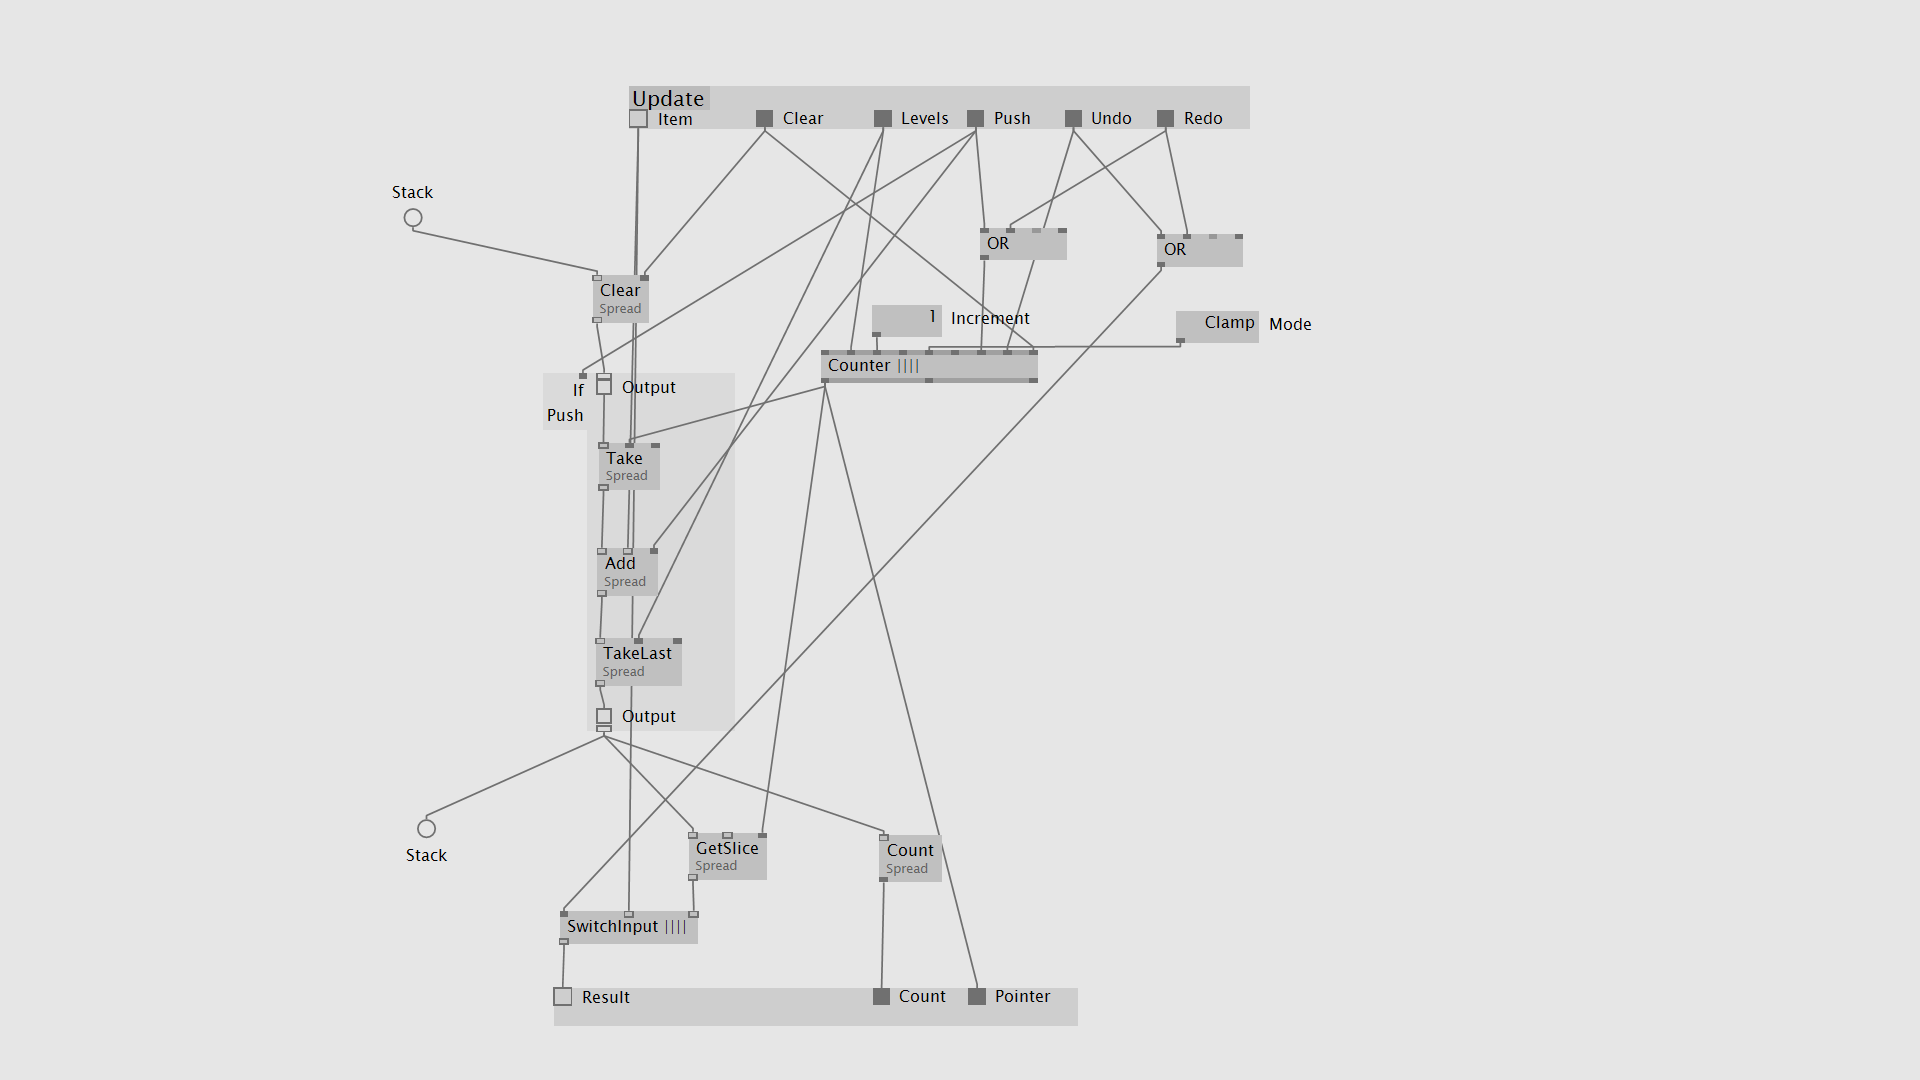 Update
Item
Clear
Levels
Push
Undo
Redo
Stack
OR
OR
Clear
Spread
1
Increment
Clamp
Mode
Counter
If
Push
Output
Take
Spread
Add
Spread
TakeLast
Spread
Output
Stack
GetSlice
Spread
Count
Spread
SwitchInput
Result
Count
Pointer